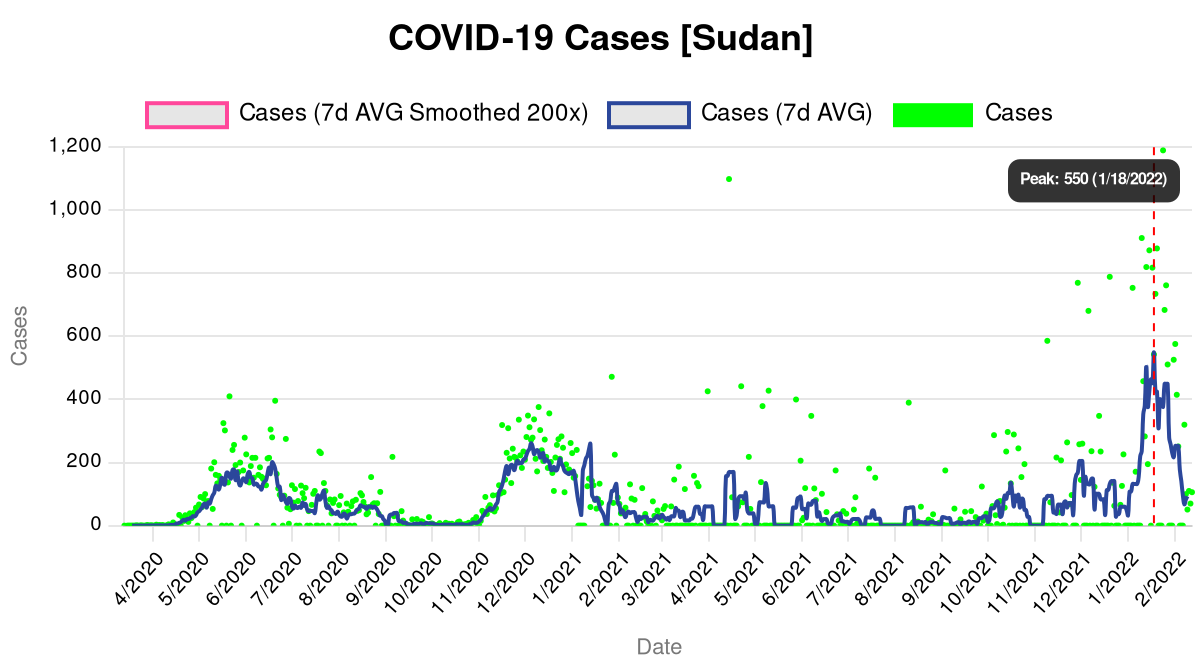 COVID-19 Cases [Sudan]
Cases (7d AVG Smoothed 200x) Cases (7d AVG) Cases
1,200
Peak: 550 (1/18/2022)
1,000
800
600
400
200
0
Cases
4/2020 5/2020 6/2020 7/2020 8/2020 9/2020 10/2020 11/2020 12/2020 1/2021 2/2021 3/2021 4/2021 5/2021 6/2021 7/2021 8/2021 9/2021 10/2021 11/2021 12/2021 1/2022 2/2022
Date